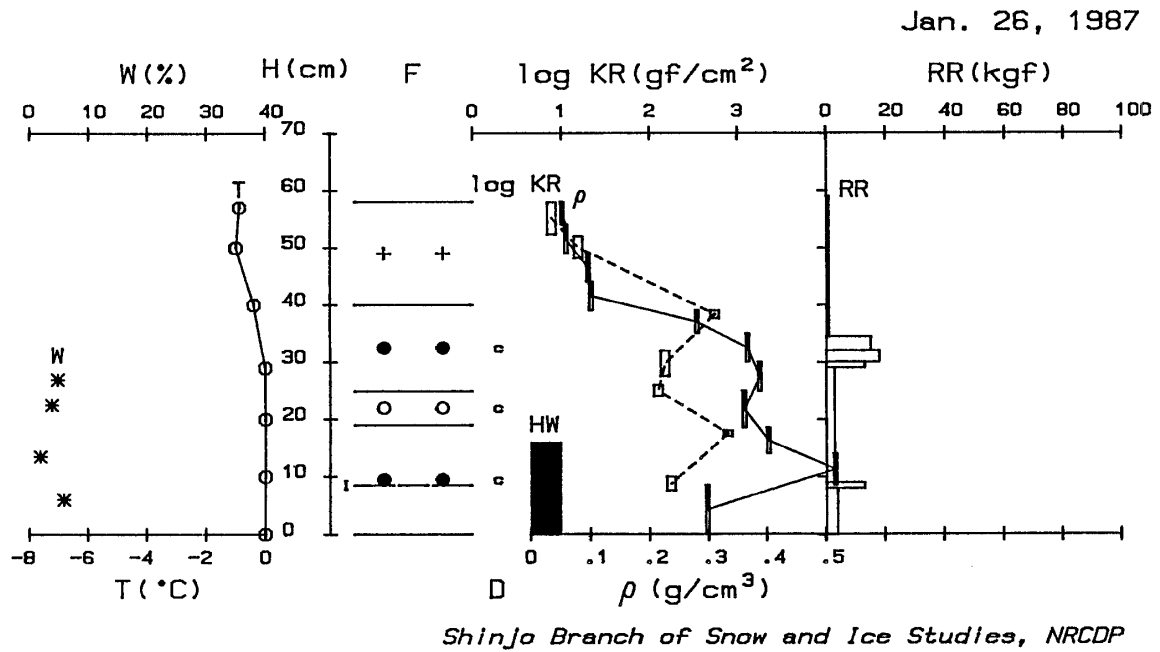 Jan. 26, 1987
W(%) H(cm) F log KR(gf/cm²) RR(kgf)
0 10 20 30 40 0 1 2 3 0 20 40 60 80 100
70
T 60 log KR ρ RR
50
+ +
40
W c
30
c
20
HW
10
I c
0
-8 -6 -4 -2 0 0 .1 .2 .3 .4 .5
T(°C) D ρ (g/cm³)
Shinjo Branch of Snow and Ice Studies, NRCDP